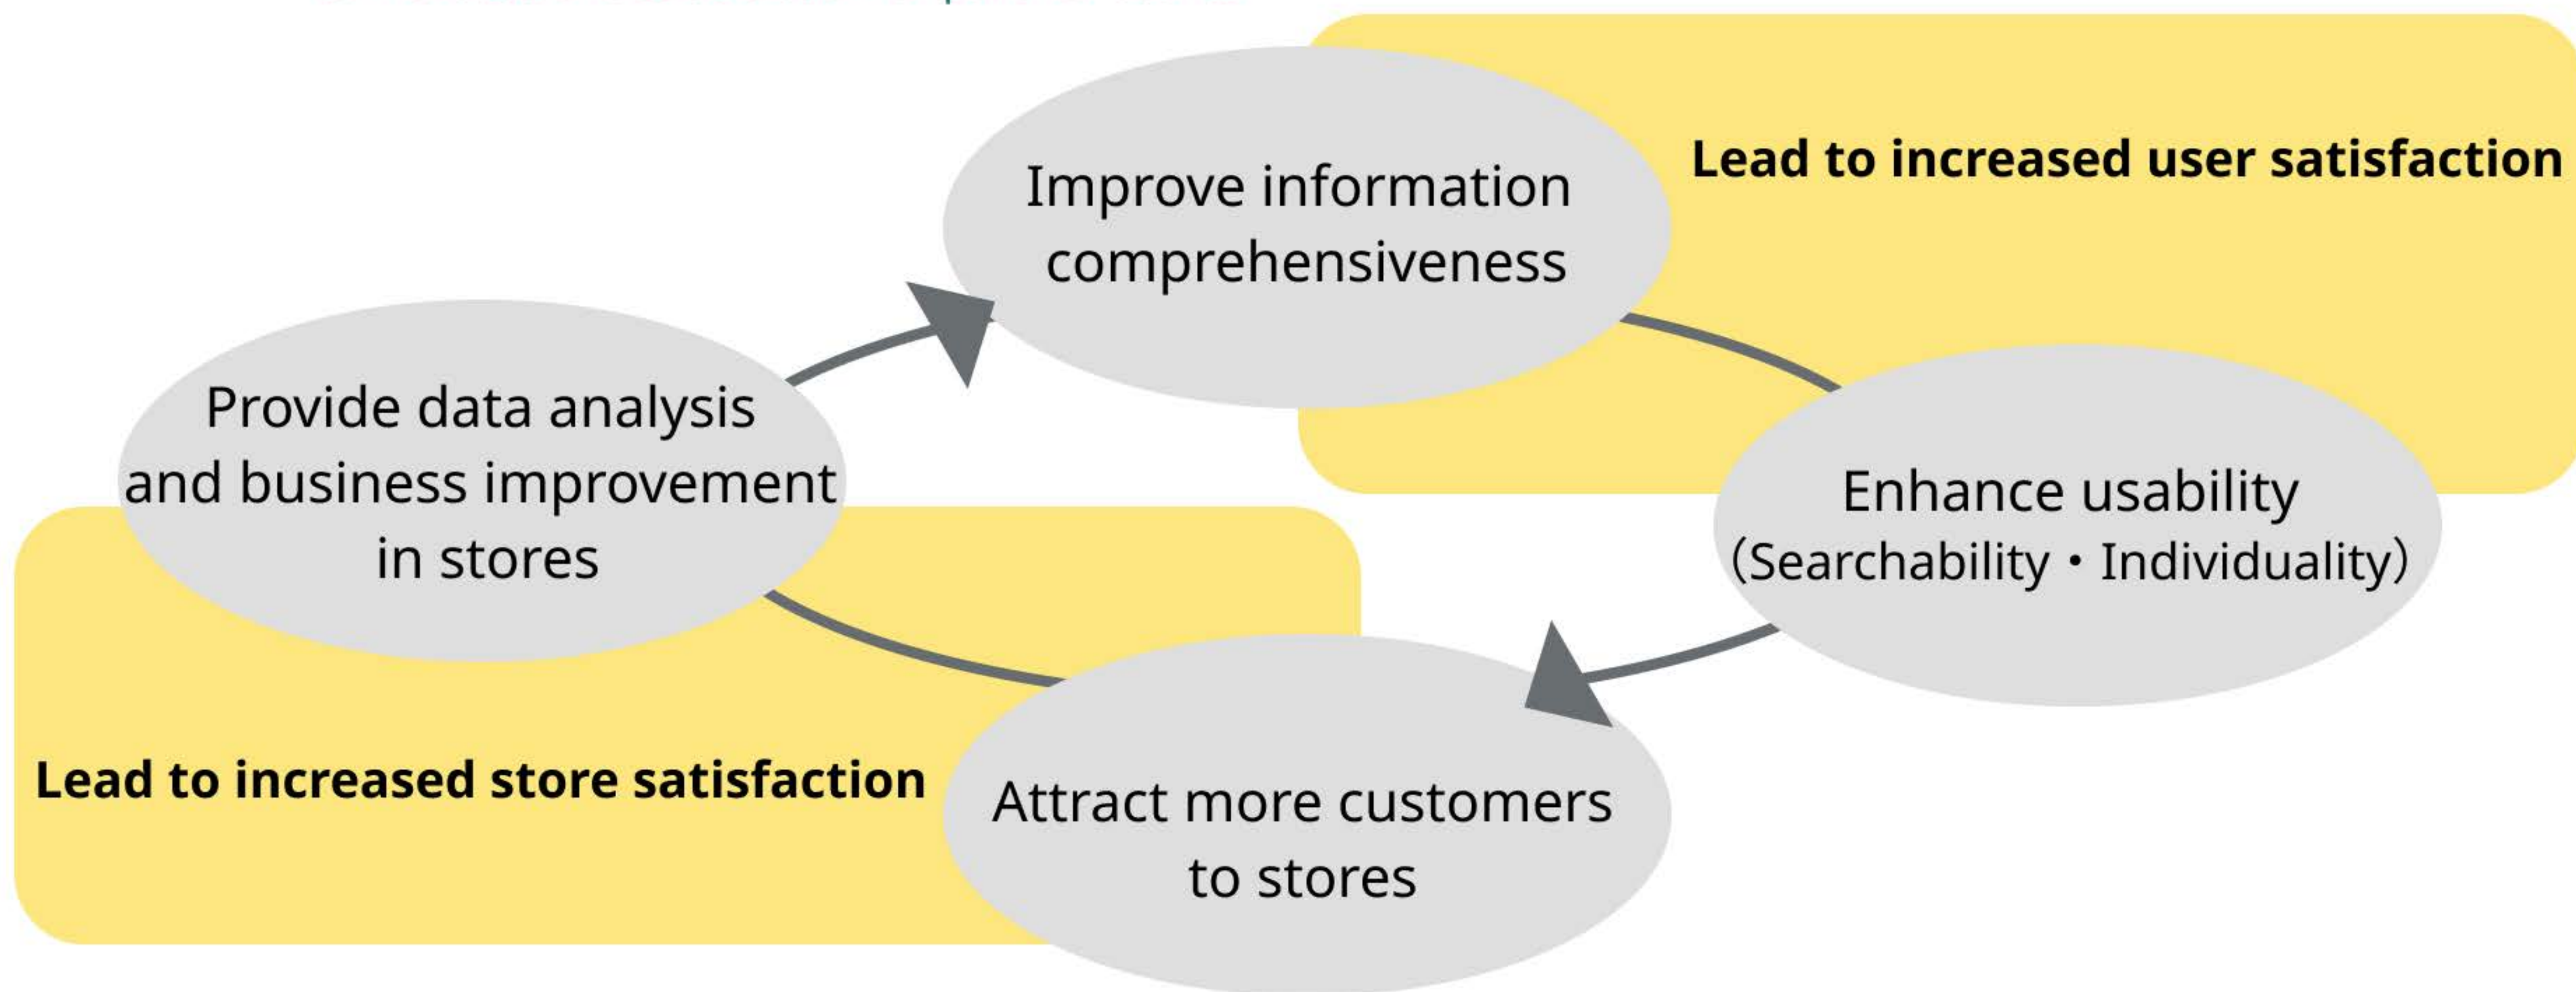 Improve information
comprehensiveness
Lead to increased user satisfaction
Provide data analysis
and business improvement
in stores
Enhance usability
（Searchability・Individuality）
Lead to increased store satisfaction
Attract more customers
to stores